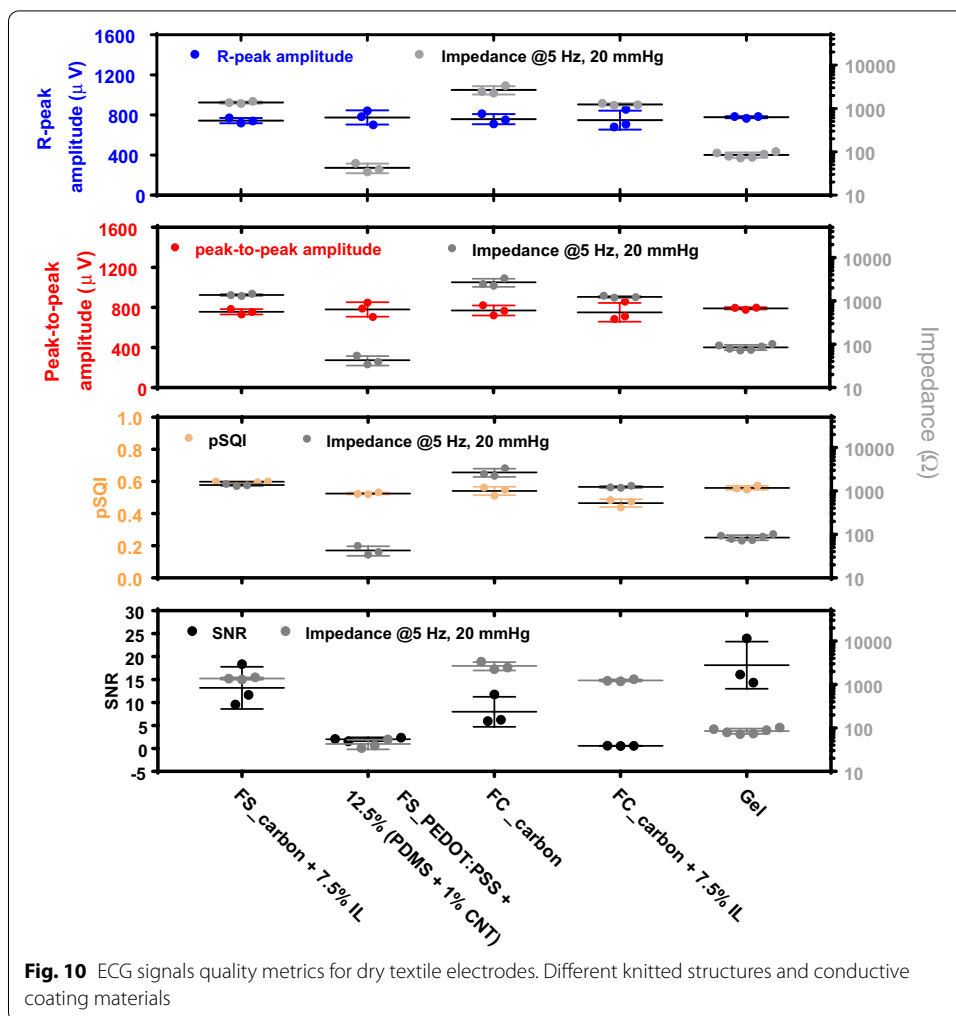 1600
1200
800
400
0
R-peak
amplitude (μ V)
R-peak amplitude
Impedance @5 Hz, 20 mmHg
10000
1000
100
10
1600
1200
800
400
0
Peak-to-peak
amplitude (μ V)
peak-to-peak amplitude
Impedance @5 Hz, 20 mmHg
10000
1000
100
10
1.0
0.8
0.6
0.4
0.2
0.0
pSQI
pSQI
Impedance @5 Hz, 20 mmHg
10000
1000
100
10
30
25
20
15
10
5
0
-5
SNR
SNR
Impedance @5 Hz, 20 mmHg
10000
1000
100
10
Impedance (Ω)
FS_carbon + 7.5% IL
FS_PEDOT:PSS +
12.5% (PDMS + 1% CNT)
FC_carbon
FC_carbon + 7.5% IL
Gel
Fig. 10 ECG signals quality metrics for dry textile electrodes. Different knitted structures and conductive
coating materials